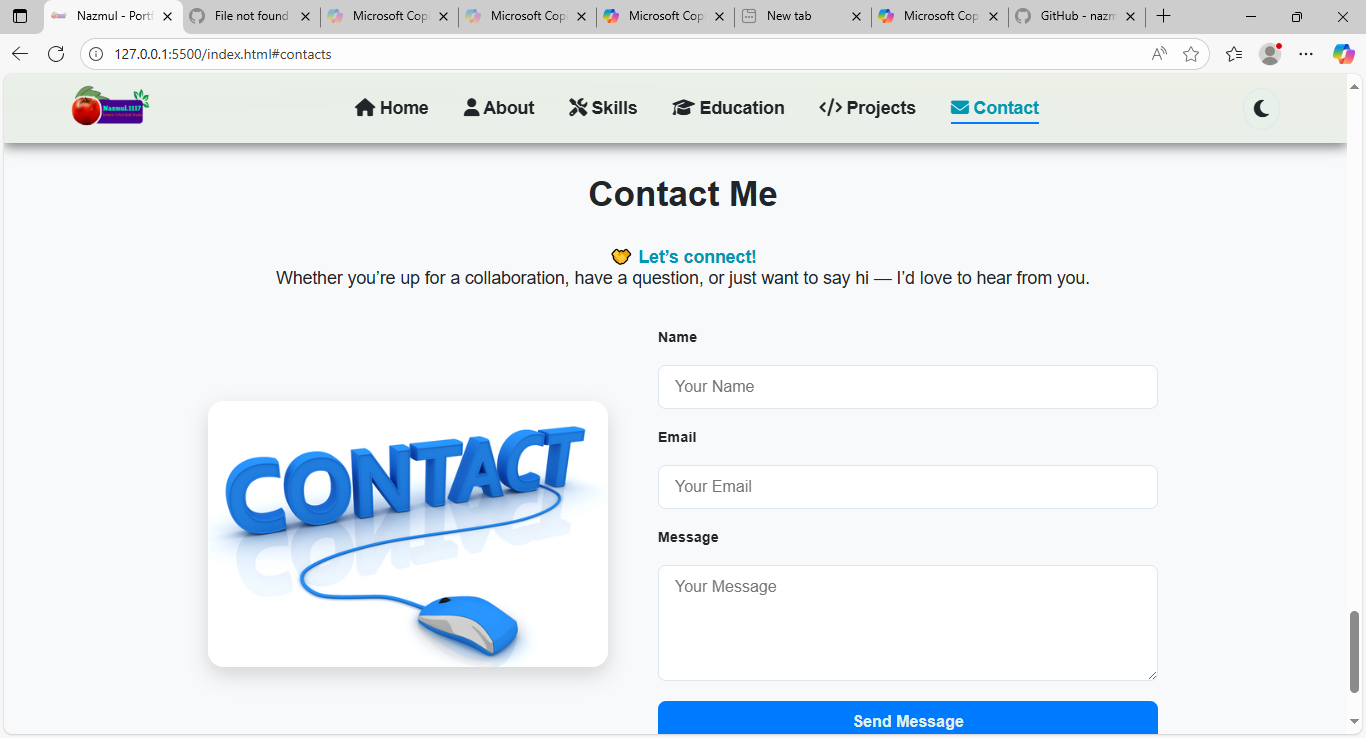 Nazmul - Portf
File not found
Microsoft Cop
Microsoft Cop
Microsoft Cop
New tab
Microsoft Cop
GitHub - nazm
127.0.0.1:5500/index.html#contacts
Nazmul.1117
Home
About
Skills
Education
Projects
Contact
Contact Me
Let’s connect!
Whether you’re up for a collaboration, have a question, or just want to say hi — I’d love to hear from you.
Name
Your Name
Email
Your Email
Message
Your Message
CONTACT
Send Message